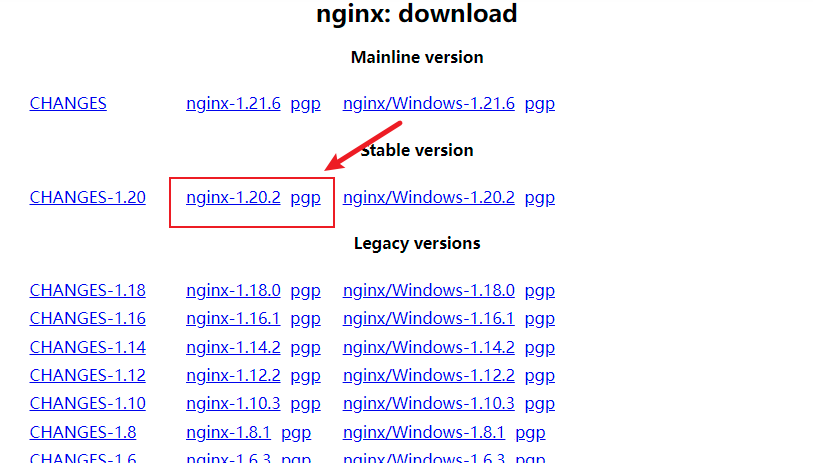 nginx: download
Mainline version
CHANGES nginx-1.21.6 pgp nginx/Windows-1.21.6 pgp
Stable version
CHANGES-1.20 nginx-1.20.2 pgp nginx/Windows-1.20.2 pgp
Legacy versions
CHANGES-1.18 nginx-1.18.0 pgp nginx/Windows-1.18.0 pgp
CHANGES-1.16 nginx-1.16.1 pgp nginx/Windows-1.16.1 pgp
CHANGES-1.14 nginx-1.14.2 pgp nginx/Windows-1.14.2 pgp
CHANGES-1.12 nginx-1.12.2 pgp nginx/Windows-1.12.2 pgp
CHANGES-1.10 nginx-1.10.3 pgp nginx/Windows-1.10.3 pgp
CHANGES-1.8 nginx-1.8.1 pgp nginx/Windows-1.8.1 pgp
CHANGES-1.6 nginx-1.6.3 pgp nginx/Windows-1.6.3 pgp